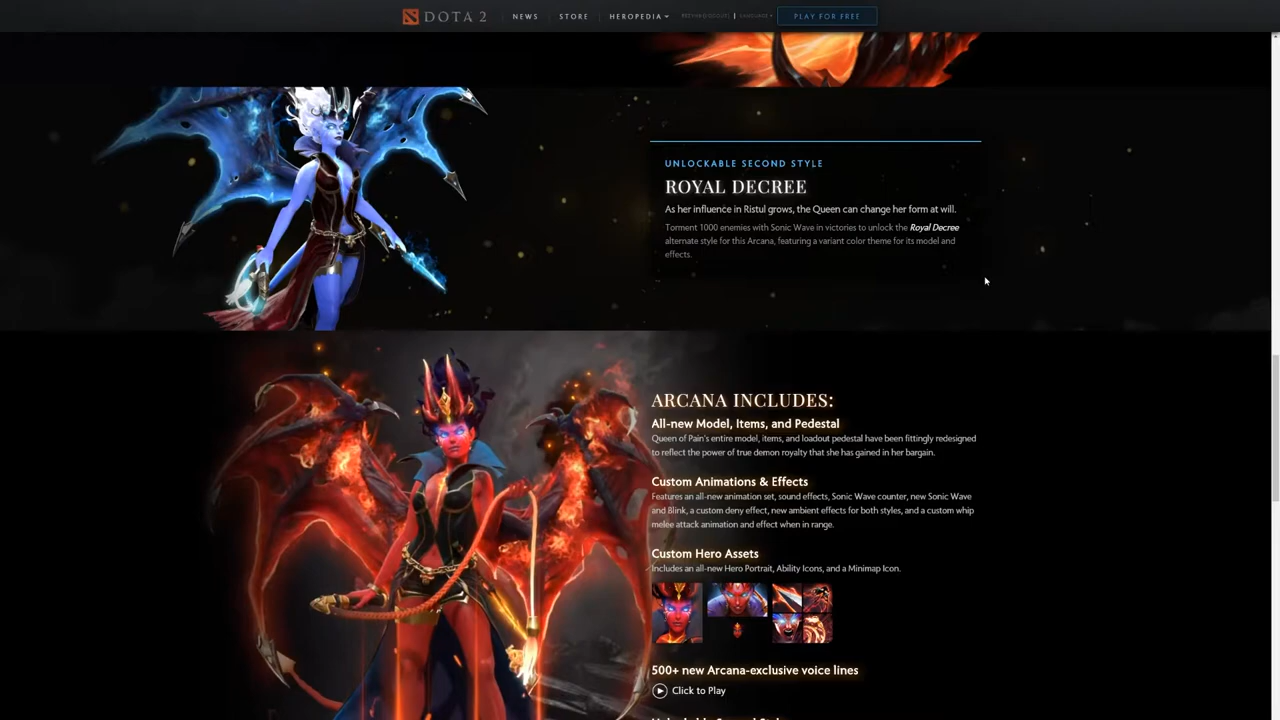 DOTA 2 NEWS STORE HEROPEDIA PLAY FOR FREE
UNLOCKABLE SECOND STYLE
ROYAL DECREE
As her influence in Ristul grows, the Queen can change her form at will.
Torment 1000 enemies with Sonic Wave in victories to unlock the Royal Decree
alternate style for this Arcana, featuring a variant color theme for its model and
effects.
ARCANA INCLUDES:
All-new Model, Items, and Pedestal
Queen of Pain's entire model, items, and loadout pedestal have been fittingly redesigned
to reflect the power of true demon royalty that she has gained in her bargain.
Custom Animations & Effects
Features an all-new animation set, sound effects, Sonic Wave counter, new Sonic Wave
and Blink, a custom deny effect, new ambient effects for both styles, and a custom whip
melee attack animation and effect when in range.
Custom Hero Assets
Includes an all-new Hero Portrait, Ability Icons, and a Minimap Icon.
500+ new Arcana-exclusive voice lines
Click to Play